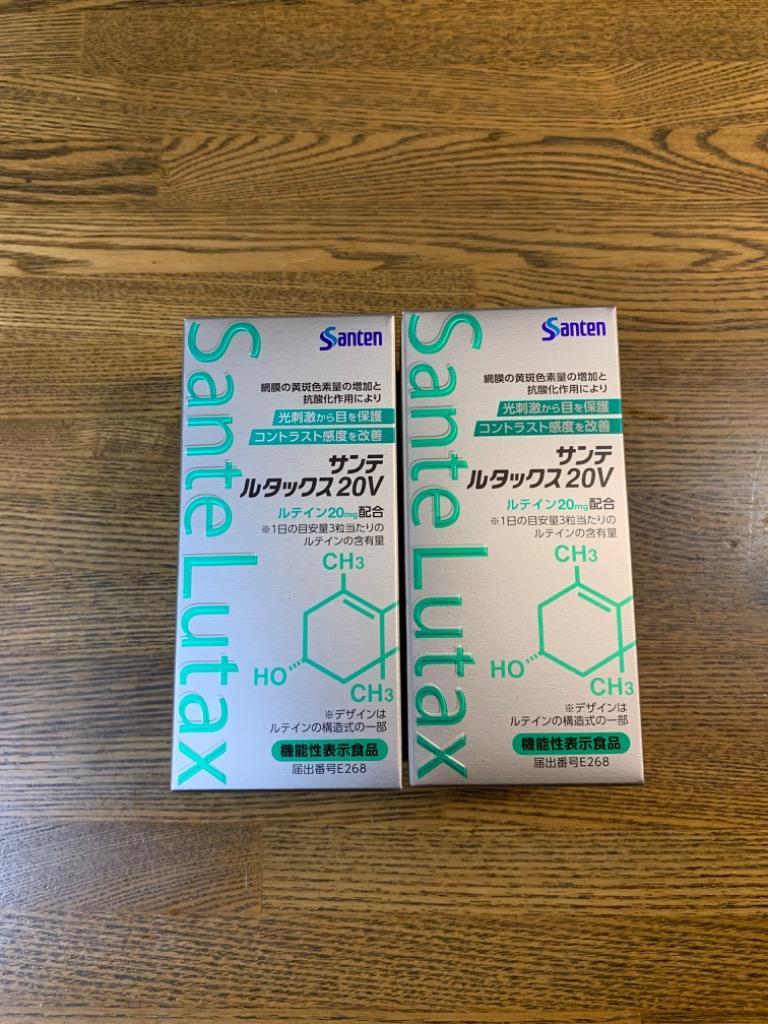 Sante Lutax
Santen
網膜の黄斑色素量の増加と
抗酸化作用により
光刺激から目を保護
コントラスト感度を改善
サンテ
ルタックス20V
ルテイン20mg配合
※1日の目安量3粒当たりの
ルテインの含有量
CH3
HO
CH3
※デザインは
ルテインの構造式の一部
機能性表示食品
届出番号E268
Sante Lutax
Santen
網膜の黄斑色素量の増加と
抗酸化作用により
光刺激から目を保護
コントラスト感度を改善
サンテ
ルタックス20V
ルテイン20mg配合
※1日の目安量3粒当たりの
ルテインの含有量
CH3
HO
CH3
※デザインは
ルテインの構造式の一部
機能性表示食品
届出番号E268